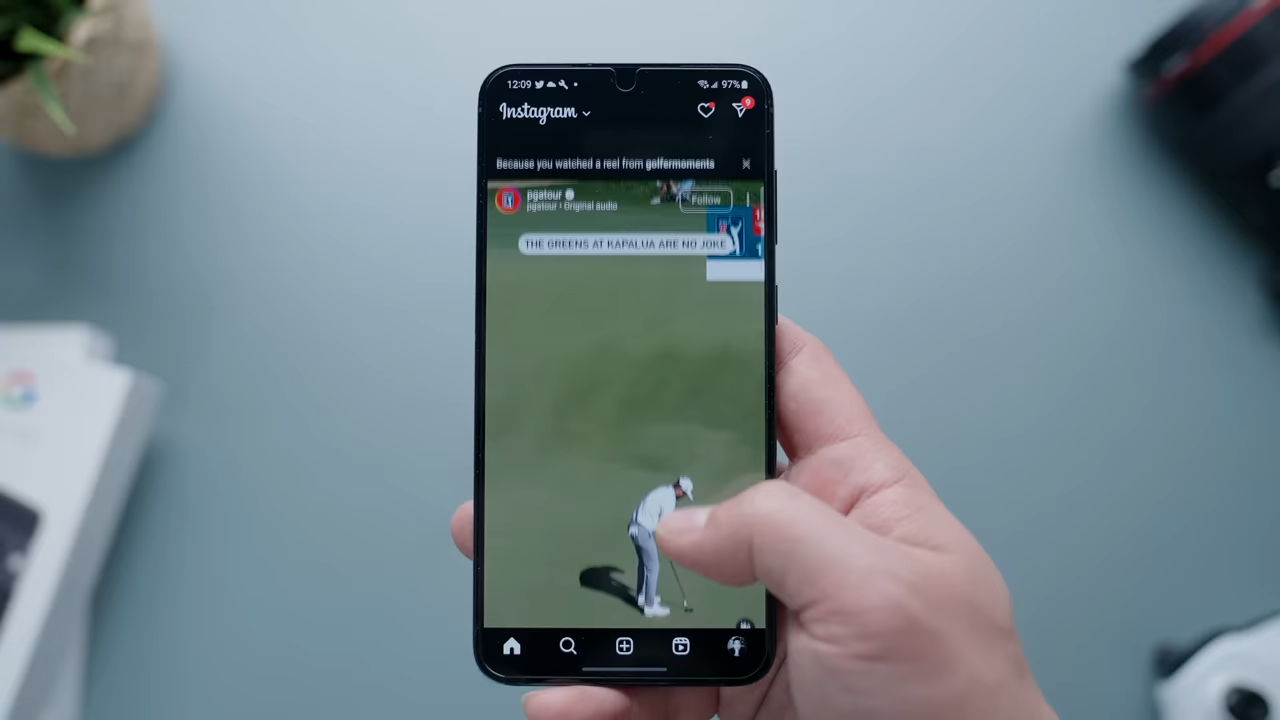 12:09
97%
Instagram
9
Because you watched a reel from golfermoments
pgatour
Follow
pgatour • Original audio
THE GREENS AT KAPALUA ARE NO JOKE